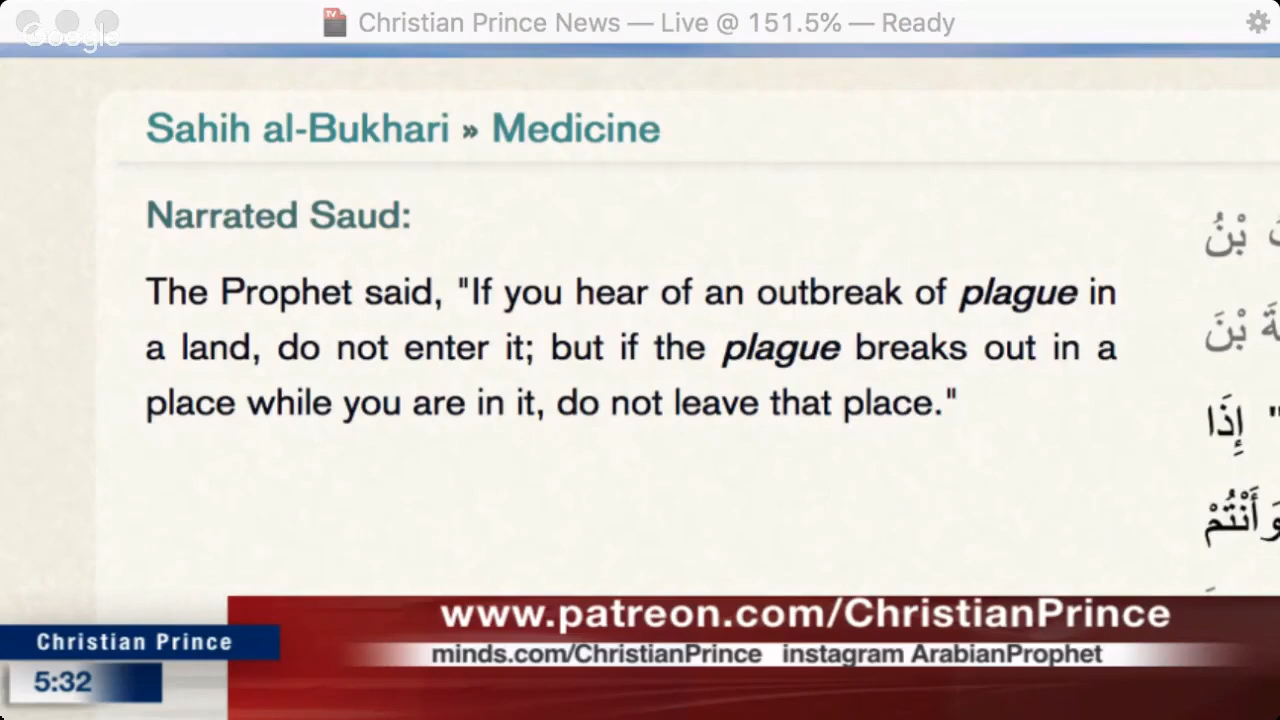 Christian Prince News — Live @ 151.5% — Ready
Google
Sahih al-Bukhari » Medicine
Narrated Saud:
The Prophet said, "If you hear of an outbreak of plague in
a land, do not enter it; but if the plague breaks out in a
place while you are in it, do not leave that place."
بْنُ
بْنَ
" إِذَا
وَأَنْتُمْ
www.patreon.com/ChristianPrince
Christian Prince
minds.com/ChristianPrince instagram ArabianProphet
5:32